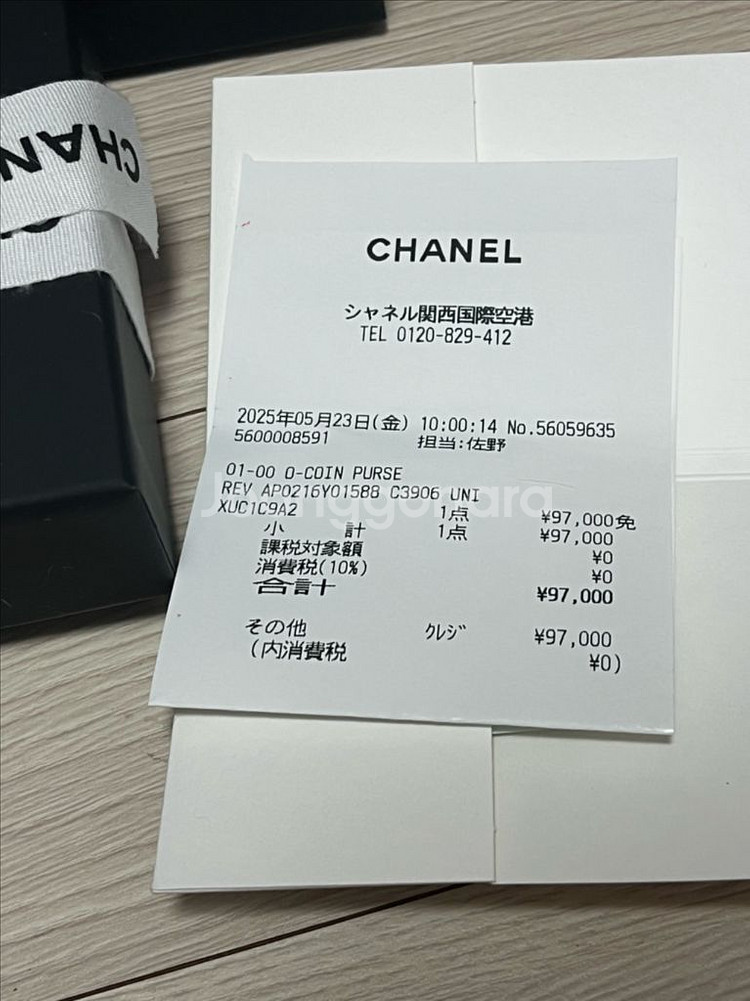 CHANEL
CHANEL
シャネル関西国際空港
TEL 0120-829-412
2025年05月23日(金) 10:00:14 No.56059635
5600008591 担当:佐野
01-00 O-COIN PURSE
REV AP0216Y01588 C3906 UNI
XUC1C9A2 1点 ¥97,000免
小計 1点 ¥97,000
課税対象額 ¥0
消費税(10%) ¥0
合計 ¥97,000
その他 クレジ ¥97,000
(内消費税 ¥0)
Joonggonara